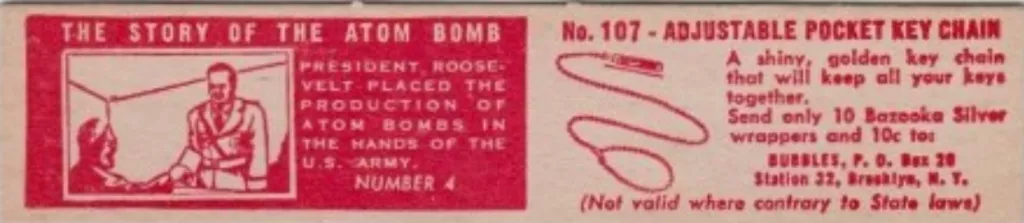 THE STORY OF THE ATOM BOMB
PRESIDENT ROOSE-
VELT PLACED THE
PRODUCTION OF
ATOM BOMBS IN
THE HANDS OF THE
U.S. ARMY.
NUMBER 4
No. 107 - ADJUSTABLE POCKET KEY CHAIN
A shiny, golden key chain
that will keep all your keys
together.
Send only 10 Bazooka Silver
wrappers and 10c to:
BUBBLES, P. O. Box 20
Station 32, Brooklyn, N. Y.
(Not valid where contrary to State laws)